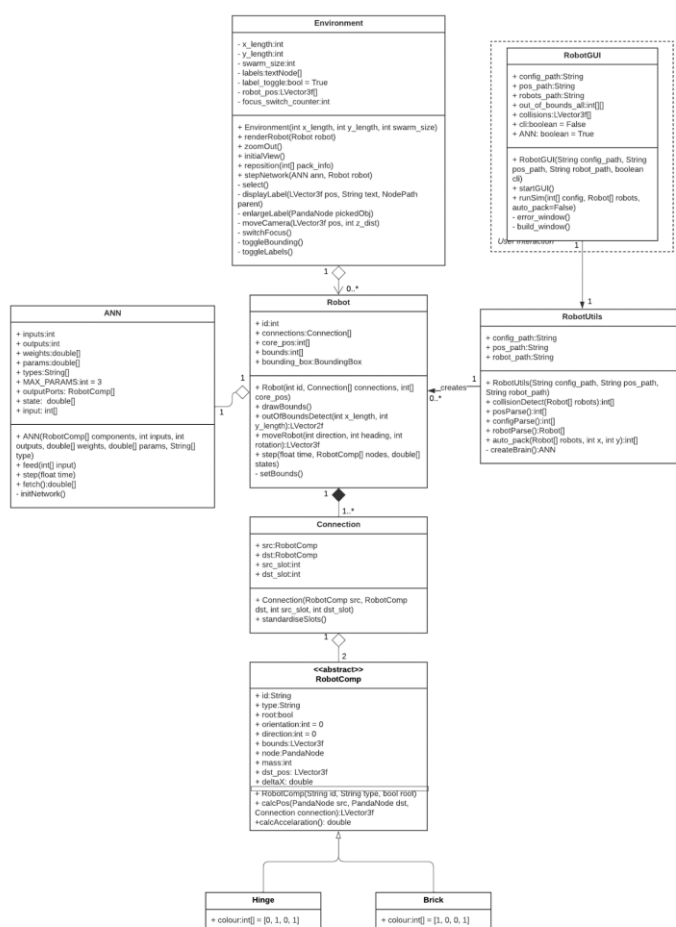 Environment
- x_length:int
- y_length:int
- swarm_size:int
- labels:textNode[]
- label_toggle:bool = True
- robot_pos:LVector3f[]
- focus_switch_counter:int
+ Environment(int x_length, int y_length, int swarm_size)
+ renderRobot(Robot robot)
+ zoomOut()
+ initialView()
+ reposition(int[] pack_info)
+ stepNetwork(ANN ann, Robot robot)
- select()
- displayLabel(LVector3f pos, String text, NodePath
parent)
- enlargeLabel(PandaNode pickedObj)
- moveCamera(LVector3f pos, int z_dist)
- switchFocus()
- toggleBounding()
- toggleLabels()
1
0..*
RobotGUI
+ config_path:String
+ pos_path:String
+ robots_path:String
+ out_of_bounds_all:int[][]
+ collisions:LVector3f[]
+ cli:boolean = False
+ ANN: boolean = True
+ RobotGUI(String config_path, String
pos_path, String robot_path, boolean
cli)
+ startGUI()
+ runSim(int[] config, Robot[] robots,
auto_pack=False)
- error_window()
- build_window()
User Interaction
1
1
ANN
+ inputs:int
+ outputs:int
+ weights:double[]
+ params:double[]
+ types:String[]
+ MAX_PARAMS:int = 3
+ outputPorts: RobotComp[]
+ state: double[]
+ input: int[]
+ ANN(RobotComp[] components, int inputs, int
outputs, double[] weights, double[] params, String[]
type)
+ feed(int[] input)
+ step(float time)
+ fetch():double[]
- initNetwork()
1
1
Robot
+ id:int
+ connections:Connection[]
+ core_pos:int[]
+ bounds:int[]
+ bounding_box:BoundingBox
+ Robot(int id, Connection[] connections, int[]
core_pos)
+ drawBounds()
+ outOfBoundsDetect(int x_length, int
y_length):LVector2f
+ moveRobot(int direction, int heading, int
rotation):LVector3f
+ step(float time, RobotComp[] nodes, double[]
states)
- setBounds()
creates
1
0..*
RobotUtils
+ config_path:String
+ pos_path:String
+ robot_path:String
+ RobotUtils(String config_path, String pos_path,
String robot_path)
+ collisionDetect(Robot[] robots):int[]
+ posParse():int[]
+ configParse():int[]
+ robotParse():Robot[]
+ auto_pack(Robot[] robots, int x, int y):int[]
- createBrain():ANN
1..*
Connection
+ src:RobotComp
+ dst:RobotComp
+ src_slot:int
+ dst_slot:int
+ Connection(RobotComp src, RobotComp
dst, int src_slot, int dst_slot)
+ standardiseSlots()
1
2
<<abstract>>
RobotComp
+ id:String
+ type:String
+ root:bool
+ orientation:int = 0
+ direction:int = 0
+ bounds:LVector3f
+ node:PandaNode
+ mass:int
+ dst_pos: LVector3f
+ deltaX: double
+ RobotComp(String id, String type, bool root)
+ calcPos(PandaNode src, PandaNode dst,
Connection connection):LVector3f
+calcAccelaration(): double
Hinge
+ colour:int[] = [0, 1, 0, 1]
Brick
+ colour:int[] = [1, 0, 0, 1]